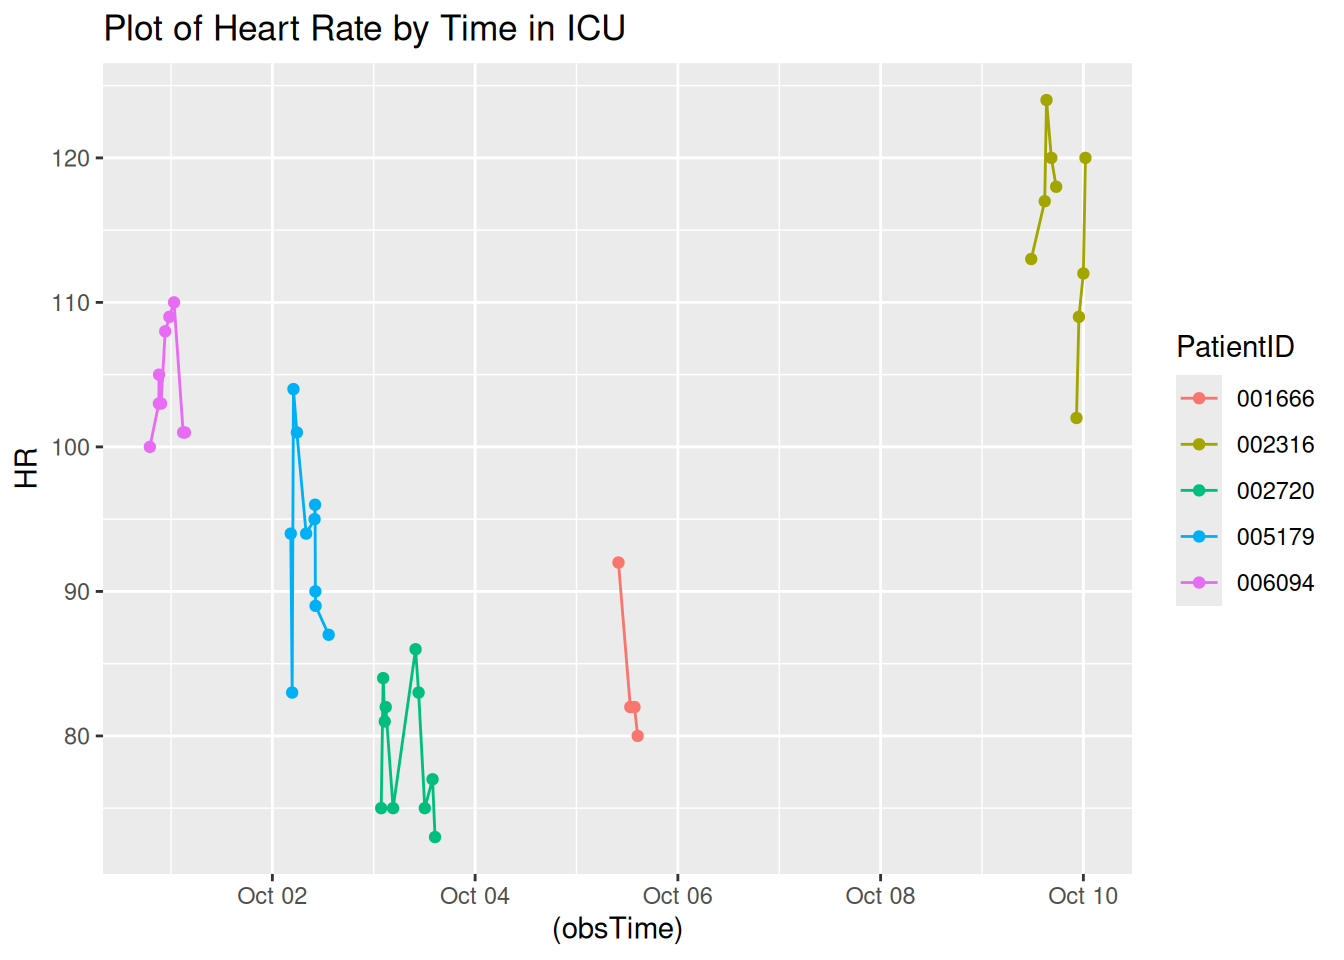 Plot of Heart Rate by Time in ICU
120
110
100
90
80
HR
Oct 02
Oct 04
Oct 06
Oct 08
Oct 10
(obsTime)
PatientID
001666
002316
002720
005179
006094